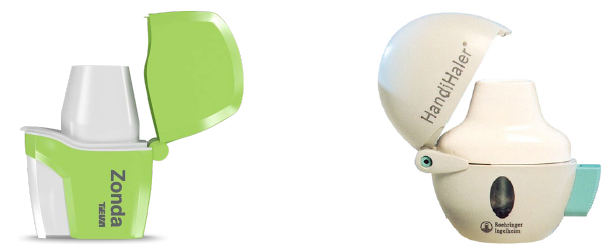 Zonda
TEVA
HandiHaler®
Boehringer
Ingelheim